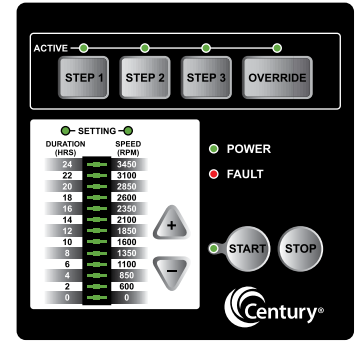 ACTIVE
STEP 1 STEP 2 STEP 3 OVERRIDE
SETTING
DURATION (HRS) SPEED (RPM)
24 3450
22 3100
20 2850
18 2600
16 2350
14 2100
12 1850
10 1600
8 1350
6 1100
4 850
2 600
0 0
+
−
POWER
FAULT
START STOP
Century®